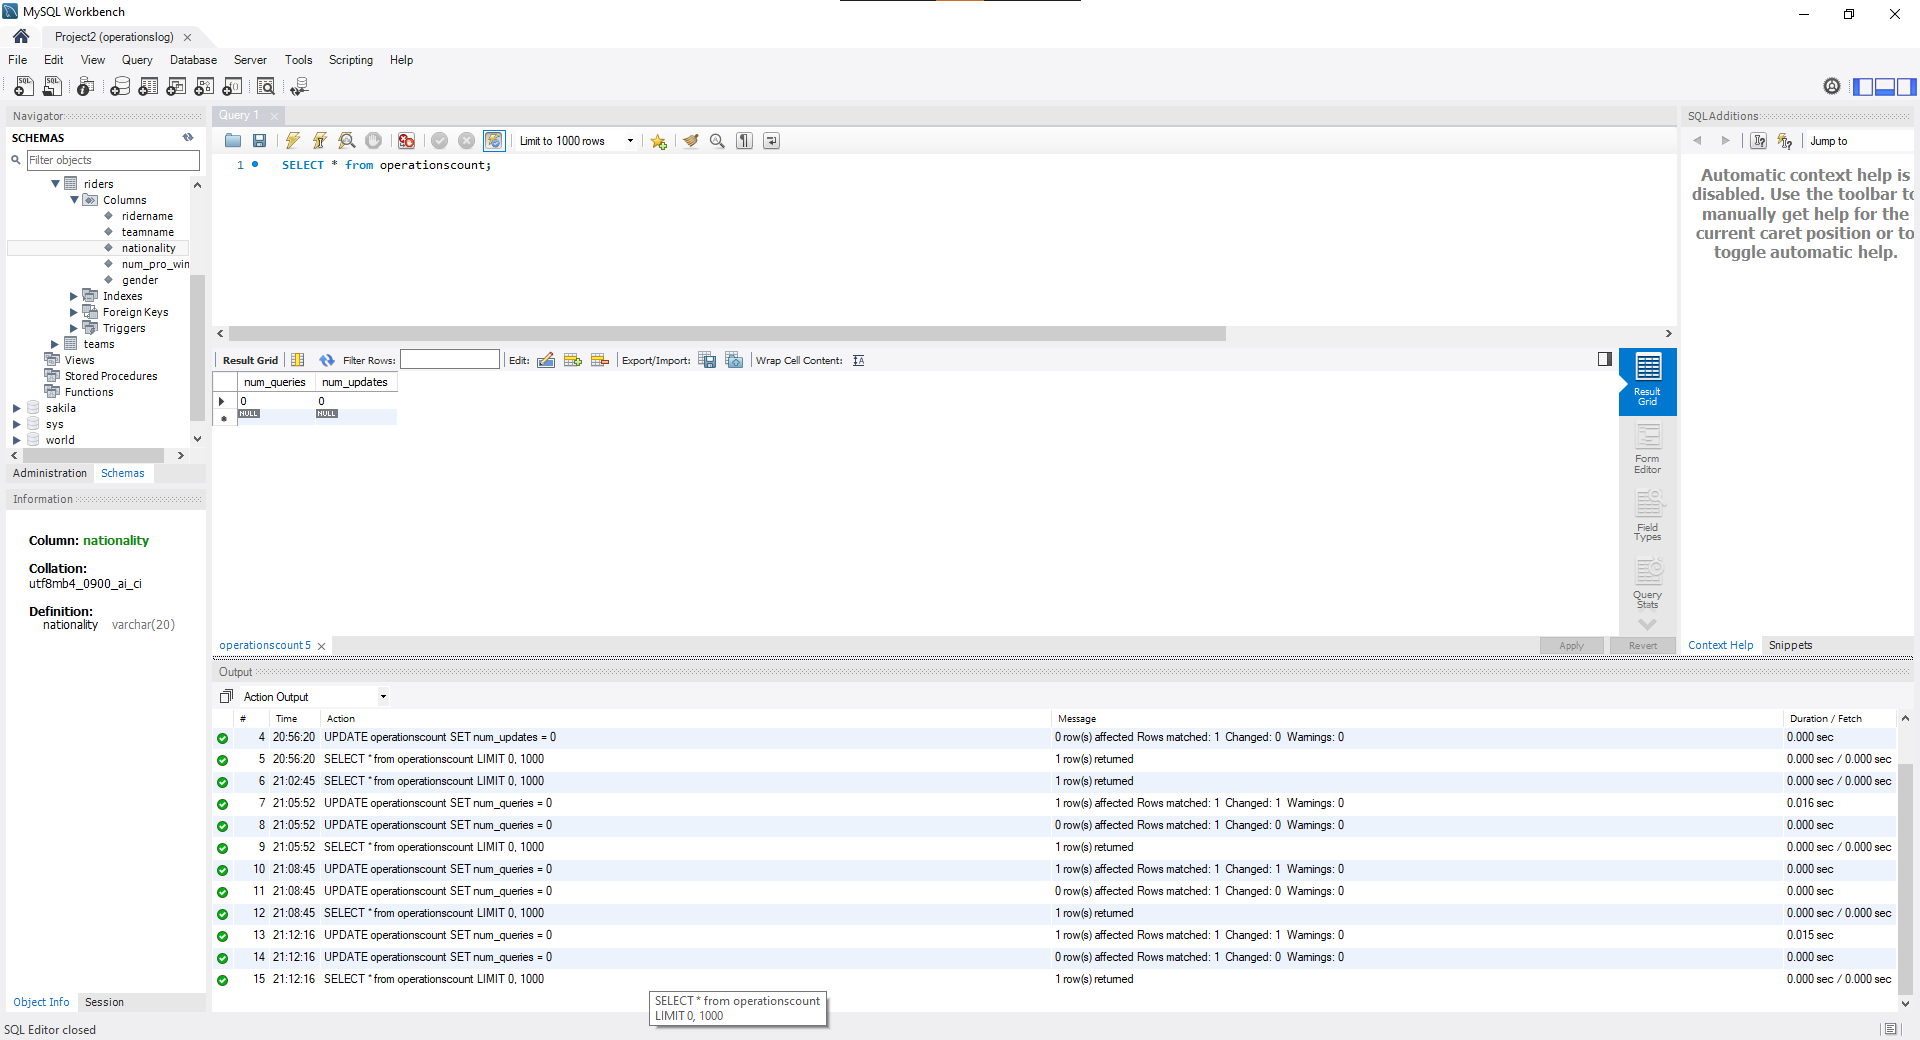 MySQL Workbench
Project2 (operationslog)
File Edit View Query Database Server Tools Scripting Help
Navigator
SCHEMAS
Filter objects
riders
Columns
ridername
teamname
nationality
num_pro_win
gender
Indexes
Foreign Keys
Triggers
teams
Views
Stored Procedures
Functions
sakila
sys
world
Administration Schemas
Information
Column: nationality
Collation:
utf8mb4_0900_ai_ci
Definition:
nationality varchar(20)
Object Info Session
SQL Editor closed
Query 1
Limit to 1000 rows
1 SELECT * from operationscount;
Result Grid Filter Rows: Edit: Export/Import: Wrap Cell Content:
num_queries num_updates
0 0
NULL NULL
Result
Grid
Form
Editor
Field
Types
Query
Stats
operationscount 5
Apply Revert
SQLAdditions
Jump to
Automatic context help is
disabled. Use the toolbar to
manually get help for the
current caret position or to
toggle automatic help.
Context Help Snippets
Output
Action Output
# Time Action Message Duration / Fetch
4 20:56:20 UPDATE operationscount SET num_updates = 0 0 row(s) affected Rows matched: 1 Changed: 0 Warnings: 0 0.000 sec
5 20:56:20 SELECT * from operationscount LIMIT 0, 1000 1 row(s) returned 0.000 sec / 0.000 sec
6 21:02:45 SELECT * from operationscount LIMIT 0, 1000 1 row(s) returned 0.000 sec / 0.000 sec
7 21:05:52 UPDATE operationscount SET num_queries = 0 1 row(s) affected Rows matched: 1 Changed: 1 Warnings: 0 0.016 sec
8 21:05:52 UPDATE operationscount SET num_queries = 0 0 row(s) affected Rows matched: 1 Changed: 0 Warnings: 0 0.000 sec
9 21:05:52 SELECT * from operationscount LIMIT 0, 1000 1 row(s) returned 0.000 sec / 0.000 sec
10 21:08:45 UPDATE operationscount SET num_queries = 0 1 row(s) affected Rows matched: 1 Changed: 1 Warnings: 0 0.000 sec
11 21:08:45 UPDATE operationscount SET num_queries = 0 0 row(s) affected Rows matched: 1 Changed: 0 Warnings: 0 0.000 sec
12 21:08:45 SELECT * from operationscount LIMIT 0, 1000 1 row(s) returned 0.000 sec / 0.000 sec
13 21:12:16 UPDATE operationscount SET num_queries = 0 1 row(s) affected Rows matched: 1 Changed: 1 Warnings: 0 0.015 sec
14 21:12:16 UPDATE operationscount SET num_queries = 0 0 row(s) affected Rows matched: 1 Changed: 0 Warnings: 0 0.000 sec
15 21:12:16 SELECT * from operationscount LIMIT 0, 1000 1 row(s) returned 0.000 sec / 0.000 sec
SELECT * from operationscount
LIMIT 0, 1000